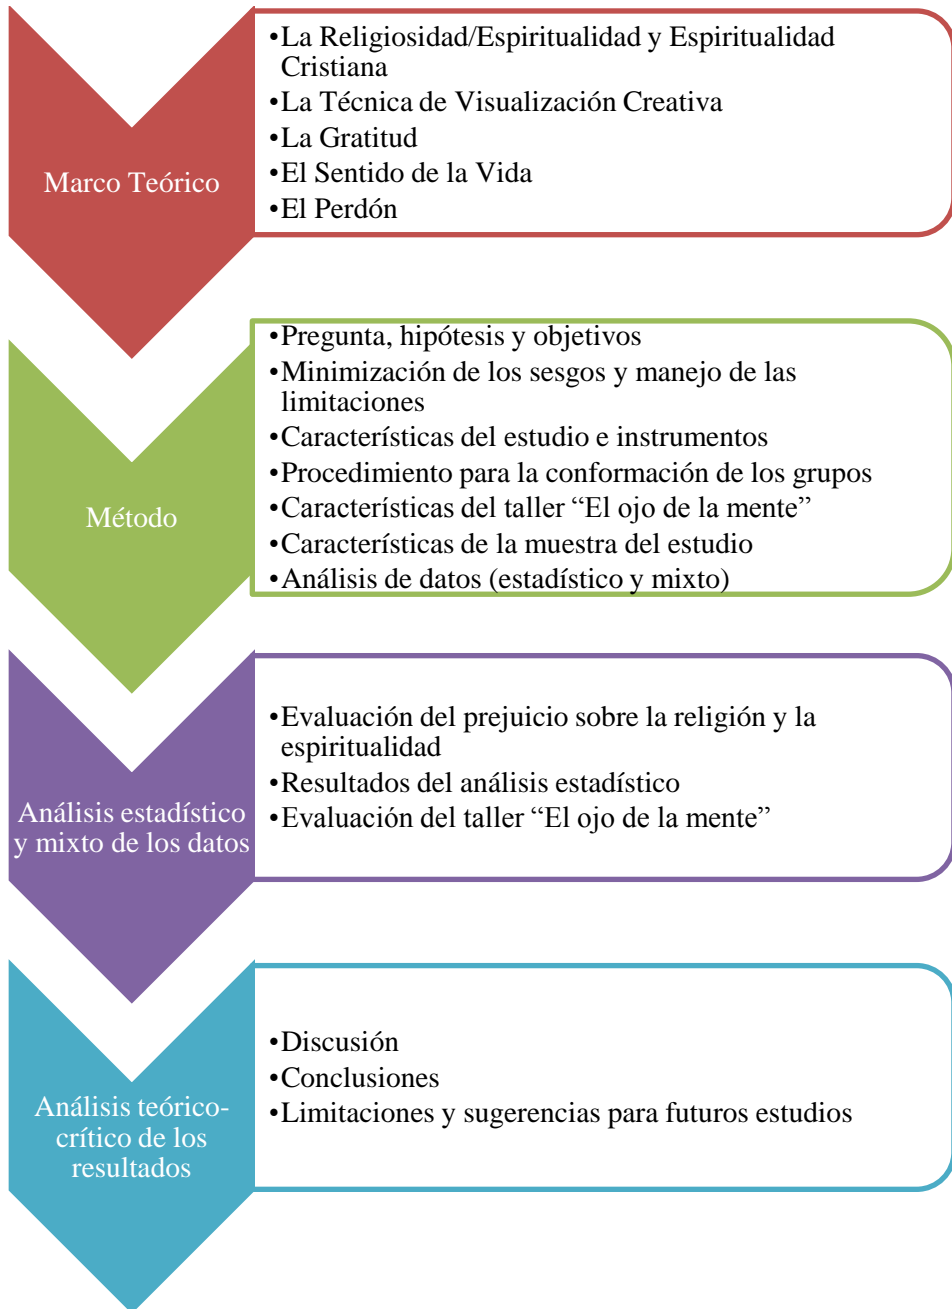 Marco Teórico
•La Religiosidad/Espiritualidad y Espiritualidad
Cristiana
•La Técnica de Visualización Creativa
•La Gratitud
•El Sentido de la Vida
•El Perdón
Método
•Pregunta, hipótesis y objetivos
•Minimización de los sesgos y manejo de las
limitaciones
•Características del estudio e instrumentos
•Procedimiento para la conformación de los grupos
•Características del taller “El ojo de la mente”
•Características de la muestra del estudio
•Análisis de datos (estadístico y mixto)
Análisis estadístico
y mixto de los datos
•Evaluación del prejuicio sobre la religión y la
espiritualidad
•Resultados del análisis estadístico
•Evaluación del taller “El ojo de la mente”
Análisis teórico-
crítico de los
resultados
•Discusión
•Conclusiones
•Limitaciones y sugerencias para futuros estudios